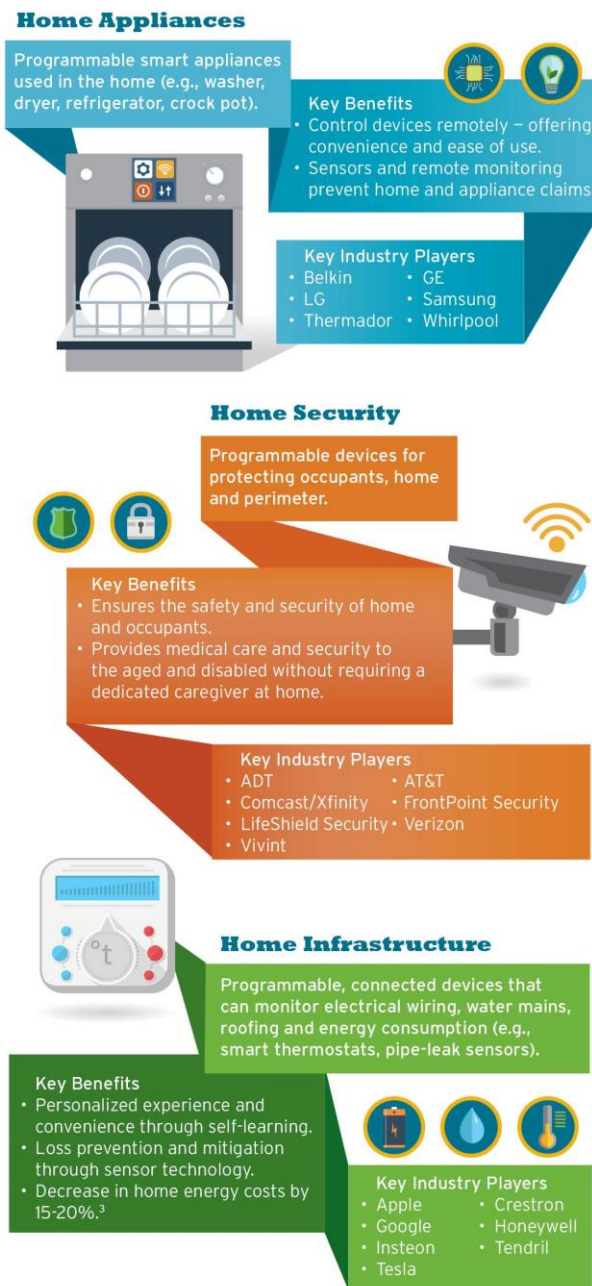 Home Appliances
Programmable smart appliances
used in the home (e.g., washer,
dryer, refrigerator, crock pot).
Key Benefits
• Control devices remotely – offering
convenience and ease of use.
• Sensors and remote monitoring
prevent home and appliance claims
Key Industry Players
• Belkin • GE
• LG • Samsung
• Thermador • Whirlpool
Home Security
Programmable devices for
protecting occupants, home
and perimeter.
Key Benefits
• Ensures the safety and security of home
and occupants.
• Provides medical care and security to
the aged and disabled without requiring a
dedicated caregiver at home.
Key Industry Players
• ADT • AT&T
• Comcast/Xfinity • FrontPoint Security
• LifeShield Security • Verizon
• Vivint
°t
Home Infrastructure
Programmable, connected devices that
can monitor electrical wiring, water mains,
roofing and energy consumption (e.g.,
smart thermostats, pipe-leak sensors).
Key Benefits
• Personalized experience and
convenience through self-learning.
• Loss prevention and mitigation
through sensor technology.
• Decrease in home energy costs by
15-20%.³
Key Industry Players
• Apple • Crestron
• Google • Honeywell
• Insteon • Tendril
• Tesla